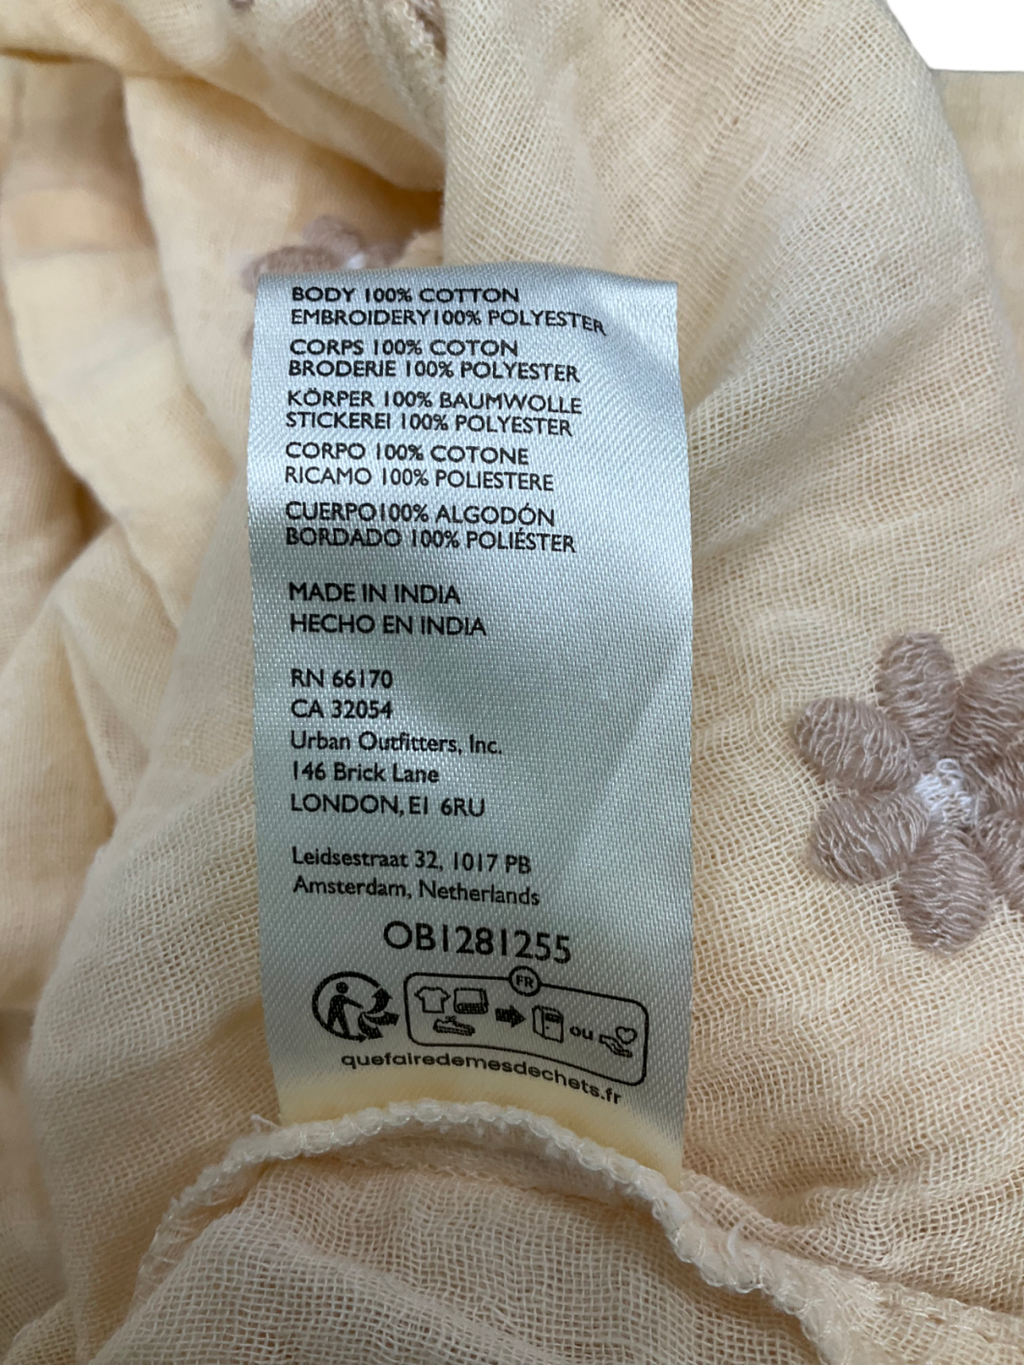 BODY 100% COTTON
EMBROIDERY100% POLYESTER
CORPS 100% COTON
BRODERIE 100% POLYESTER
KÖRPER 100% BAUMWOLLE
STICKEREI 100% POLYESTER
CORPO 100% COTONE
RICAMO 100% POLIESTERE
CUERPO100% ALGODÓN
BORDADO 100% POLIÉSTER
MADE IN INDIA
HECHO EN INDIA
RN 66170
CA 32054
Urban Outfitters, Inc.
146 Brick Lane
LONDON, E1 6RU
Leidsestraat 32, 1017 PB
Amsterdam, Netherlands
OB1281255
FR
ou
quefairedemesdechets.fr